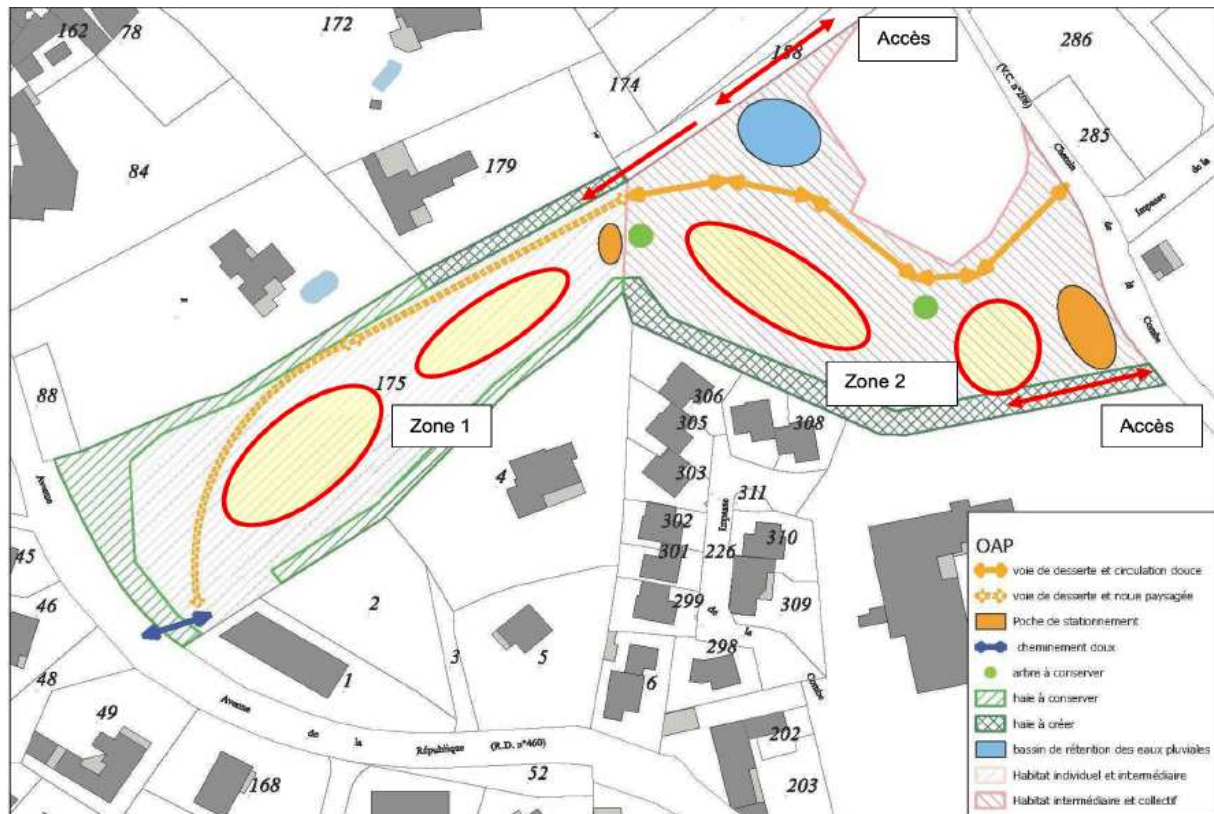 162
78
172
Accès
158
286
174
(V.C. n°208)
Chemin
285
84
179
Impasse
de la
de
la
Combe
175
88
306
Zone 2
Zone 1
305
308
Accès
Avenue
4
303
311
302
Impasse
310
301
226
OAP
voie de desserte et circulation douce
45
voie de desserte et noue paysagée
46
2
299
de
309
Poche de stationnement
la
cheminement doux
3
5
298
arbre à conserver
48
1
6
haie à conserver
Combe
49
Avenue
haie à créer
de
la
République
(R.D. n°460)
202
bassin de rétention des eaux pluviales
52
168
203
Habitat individuel et intermédiaire
Habitat intermédiaire et collectif